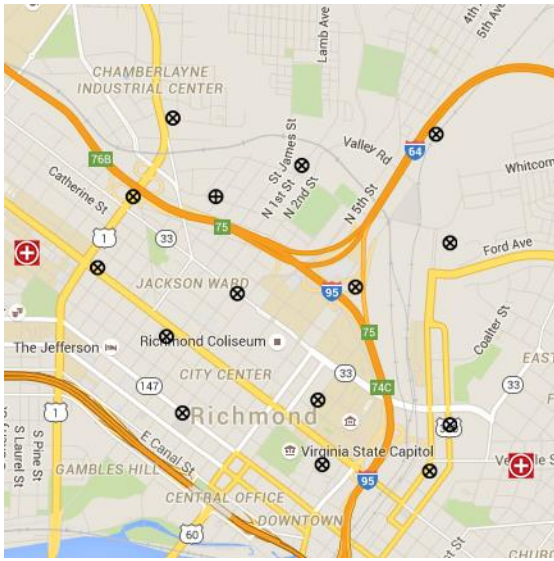 4th Ave
5th Ave
Lamb Ave
CHAMBERLAYNE
INDUSTRIAL CENTER
Valley Rd
64
76B
St James St
N 1st St
N 2nd St
Whitcom
Catherine St
N 5th St
75
1
33
Ford Ave
JACKSON WARD
95
Coalter St
75
The Jefferson
Richmond Coliseum
EAST
CITY CENTER
33
74C
33
147
1
Richmond
S Laurel St
S Pine St
E Canal St
Virginia State Capitol
GAMBLES HILL
95
CENTRAL OFFICE
60
DOWNTOWN
CHURC